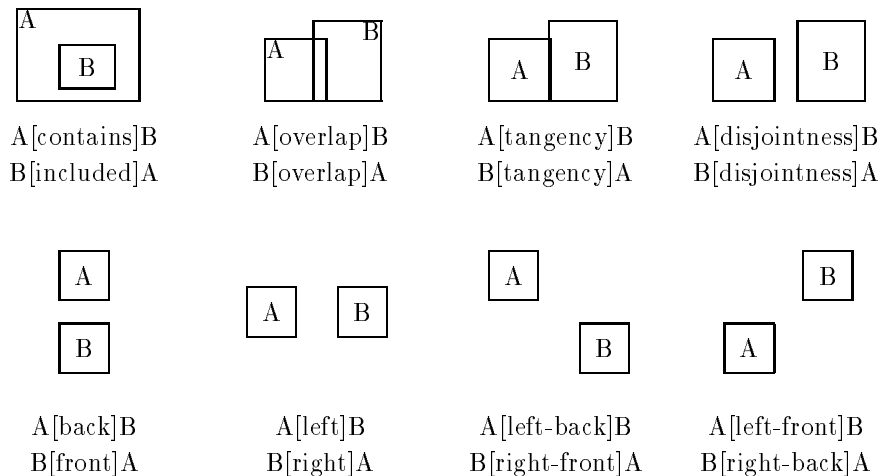 A
B
A
B
A
B
A
B
A[contains]B
B[included]A
A[overlap]B
B[overlap]A
A[tangency]B
B[tangency]A
A[disjointness]B
B[disjointness]A
A
B
A
B
A
B
B
A
A[back]B
B[front]A
A[left]B
B[right]A
A[left-back]B
B[right-front]A
A[left-front]B
B[right-back]A